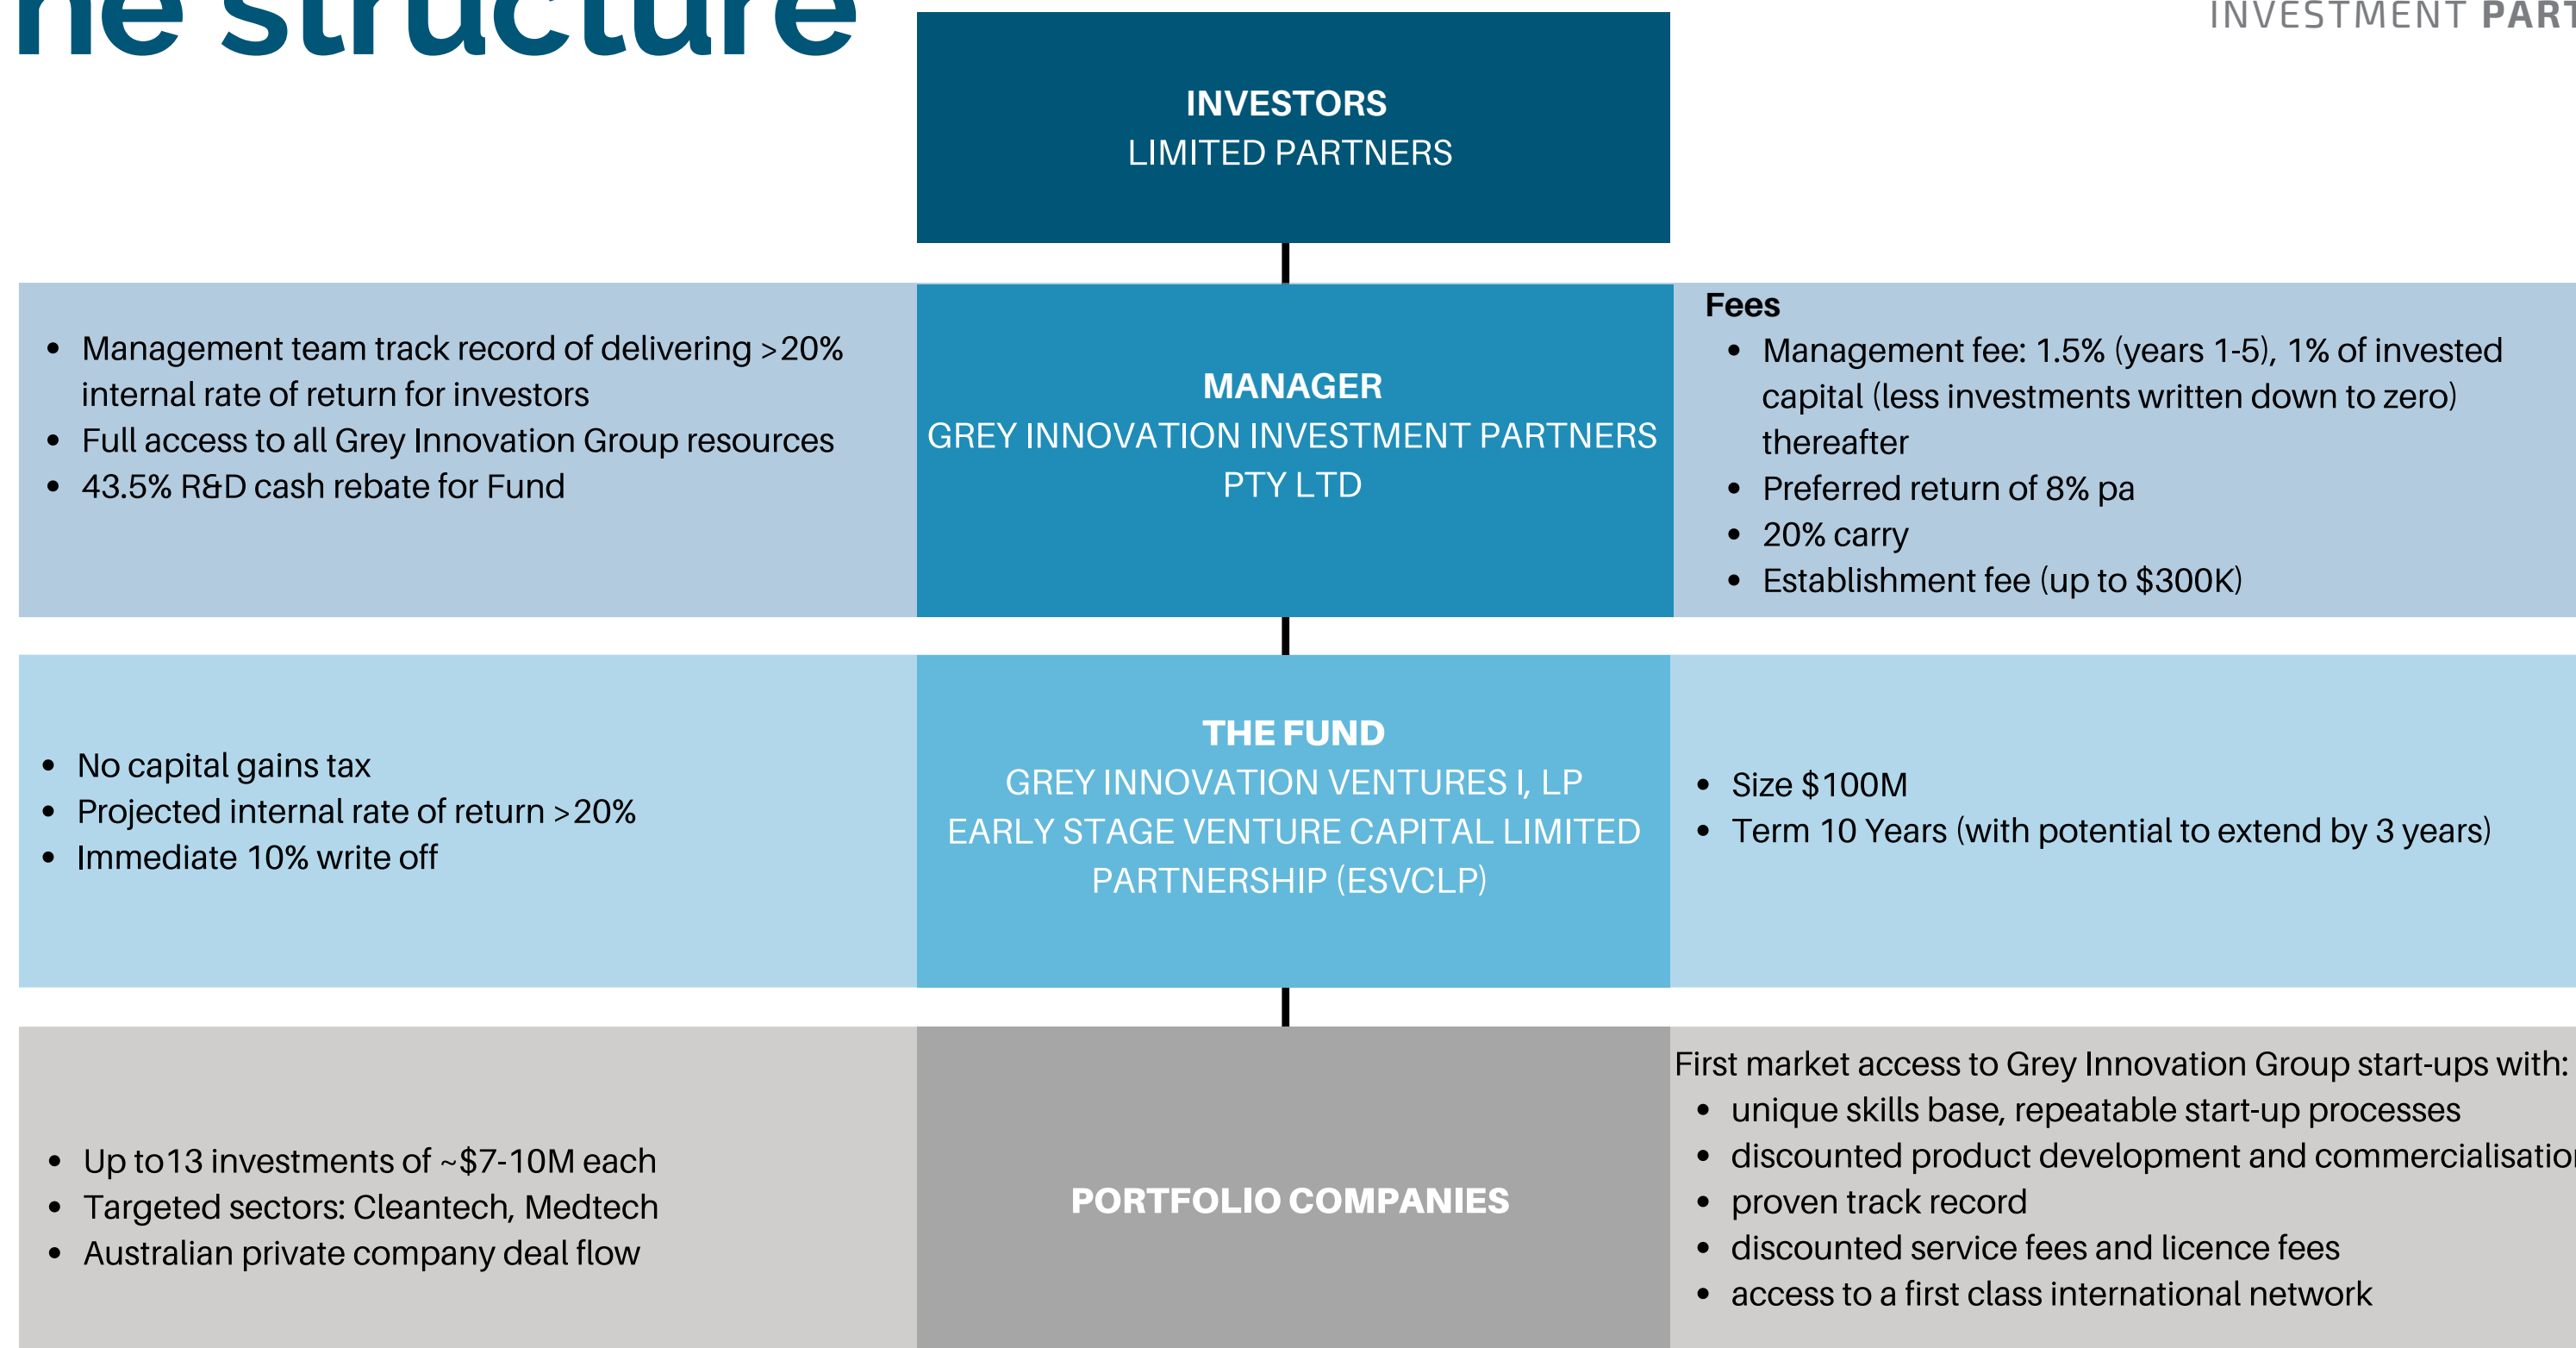 he structure
INVESTMENT PART
INVESTORS
LIMITED PARTNERS
• Management team track record of delivering >20%
internal rate of return for investors
• Full access to all Grey Innovation Group resources
• 43.5% R&D cash rebate for Fund
MANAGER
GREY INNOVATION INVESTMENT PARTNERS
PTY LTD
Fees
• Management fee: 1.5% (years 1-5), 1% of invested
capital (less investments written down to zero)
thereafter
• Preferred return of 8% pa
• 20% carry
• Establishment fee (up to $300K)
• No capital gains tax
• Projected internal rate of return >20%
• Immediate 10% write off
THE FUND
GREY INNOVATION VENTURES I, LP
EARLY STAGE VENTURE CAPITAL LIMITED
PARTNERSHIP (ESVCLP)
• Size $100M
• Term 10 Years (with potential to extend by 3 years)
• Up to13 investments of ~$7-10M each
• Targeted sectors: Cleantech, Medtech
• Australian private company deal flow
PORTFOLIO COMPANIES
First market access to Grey Innovation Group start-ups with:
• unique skills base, repeatable start-up processes
• discounted product development and commercialisation
• proven track record
• discounted service fees and licence fees
• access to a first class international network